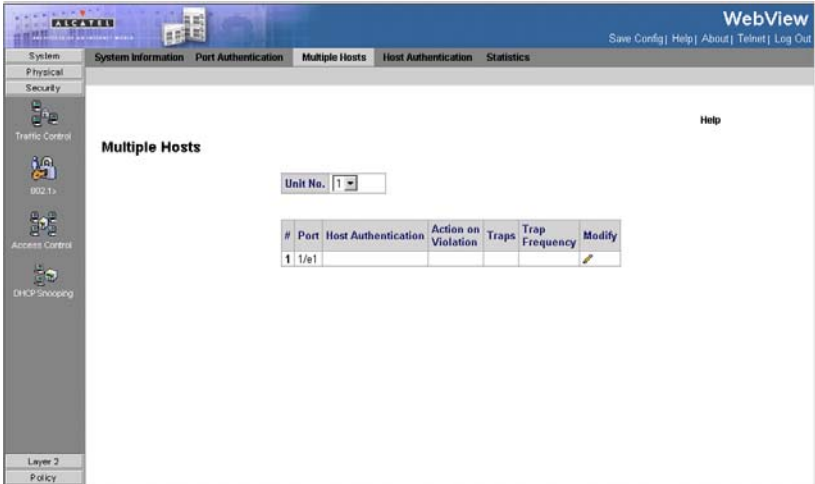 ALCATEL
WebView
Save Config| Help| About| Telnet| Log Out
System
Physical
Security
System Information Port Authentication Multiple Hosts Host Authentication Statistics
Help
Traffic Control
802.1x
Access Control
DHCP Snooping
Multiple Hosts
Unit No. 1
# Port Host Authentication Action on Violation Traps Trap Frequency Modify
1 1/e1
Layer 2
Policy